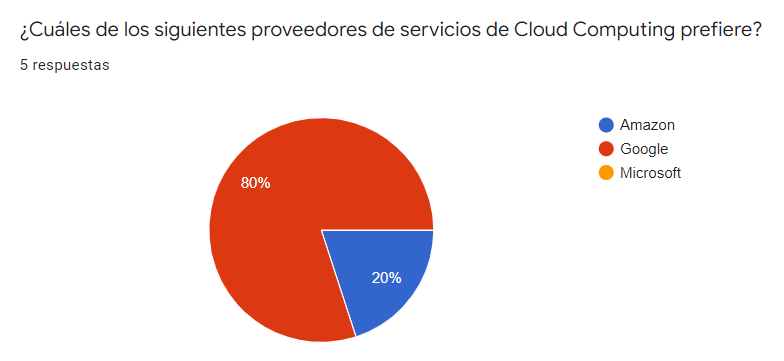 ¿Cuáles de los siguientes proveedores de servicios de Cloud Computing prefiere?
5 respuestas
Amazon
Google
Microsoft
80%
20%